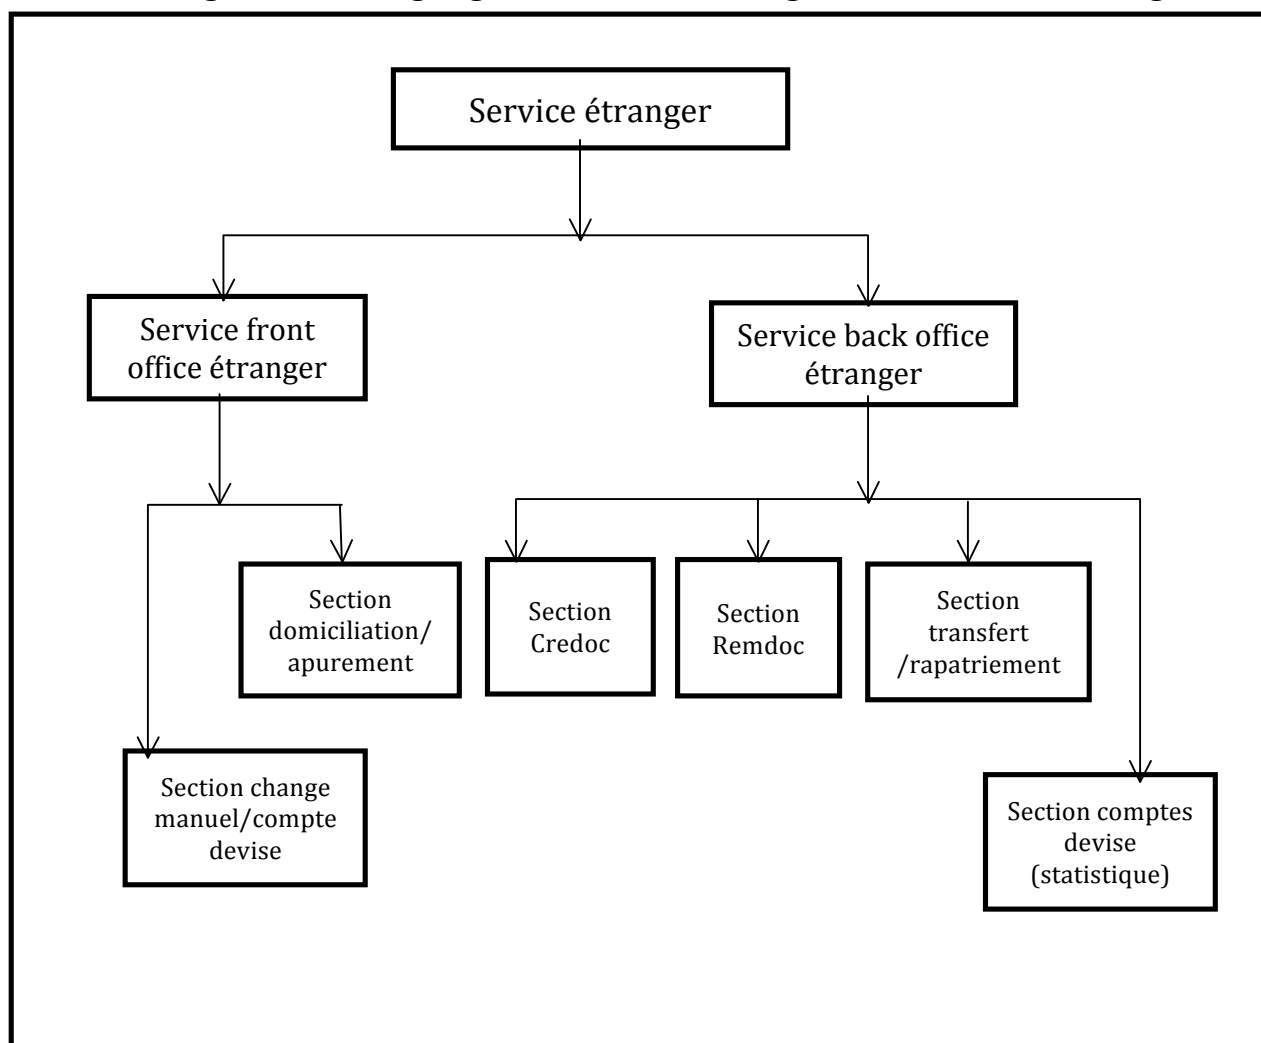 Service étranger
Service front
office étranger
Service back office
étranger
Section
domiciliation/
apurement
Section
Credoc
Section
Remdoc
Section
transfert
/rapatriement
Section change
manuel/compte
devise
Section comptes
devise
(statistique)